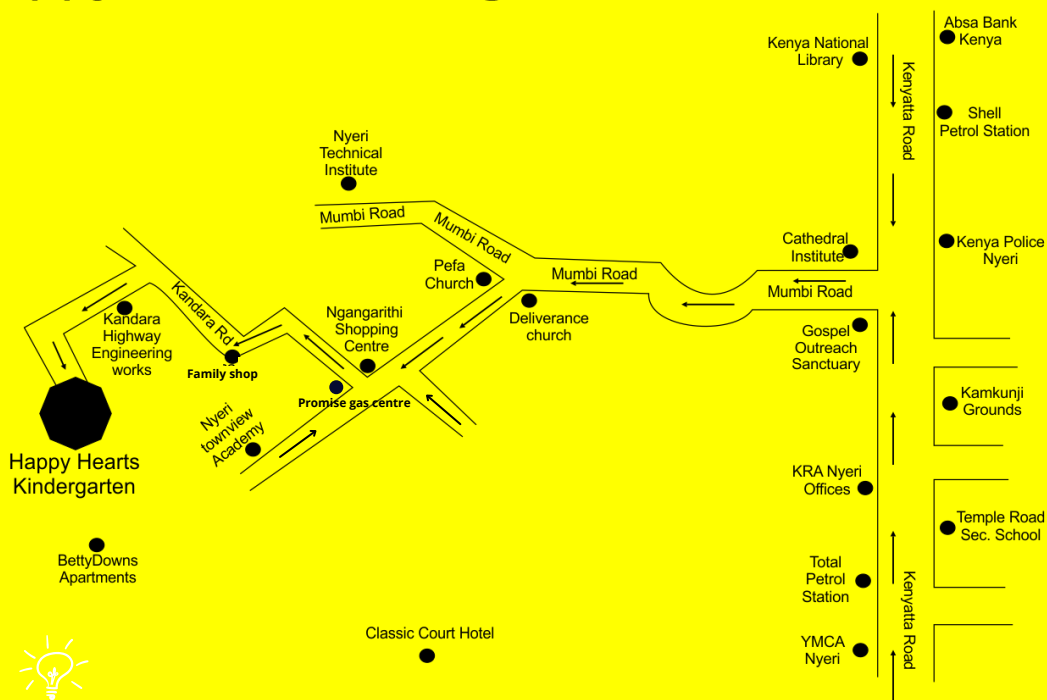 Absa Bank
Kenya
Kenya National
Library
Kenyatta Road
Shell
Petrol Station
Nyeri
Technical
Institute
Mumbi Road
Mumbi Road
Cathedral
Institute
Kenya Police
Nyeri
Pefa
Church
Mumbi Road
Mumbi Road
Kandara Rd
Kandara
Highway
Engineering
works
Ngangarithi
Shopping
Centre
Deliverance
church
Gospel
Outreach
Sanctuary
Family shop
Promise gas centre
Kamkunji
Grounds
Nyeri
townview
Academy
Happy Hearts
Kindergarten
KRA Nyeri
Offices
Temple Road
Sec. School
BettyDowns
Apartments
Total
Petrol
Station
Kenyatta Road
Classic Court Hotel
YMCA
Nyeri